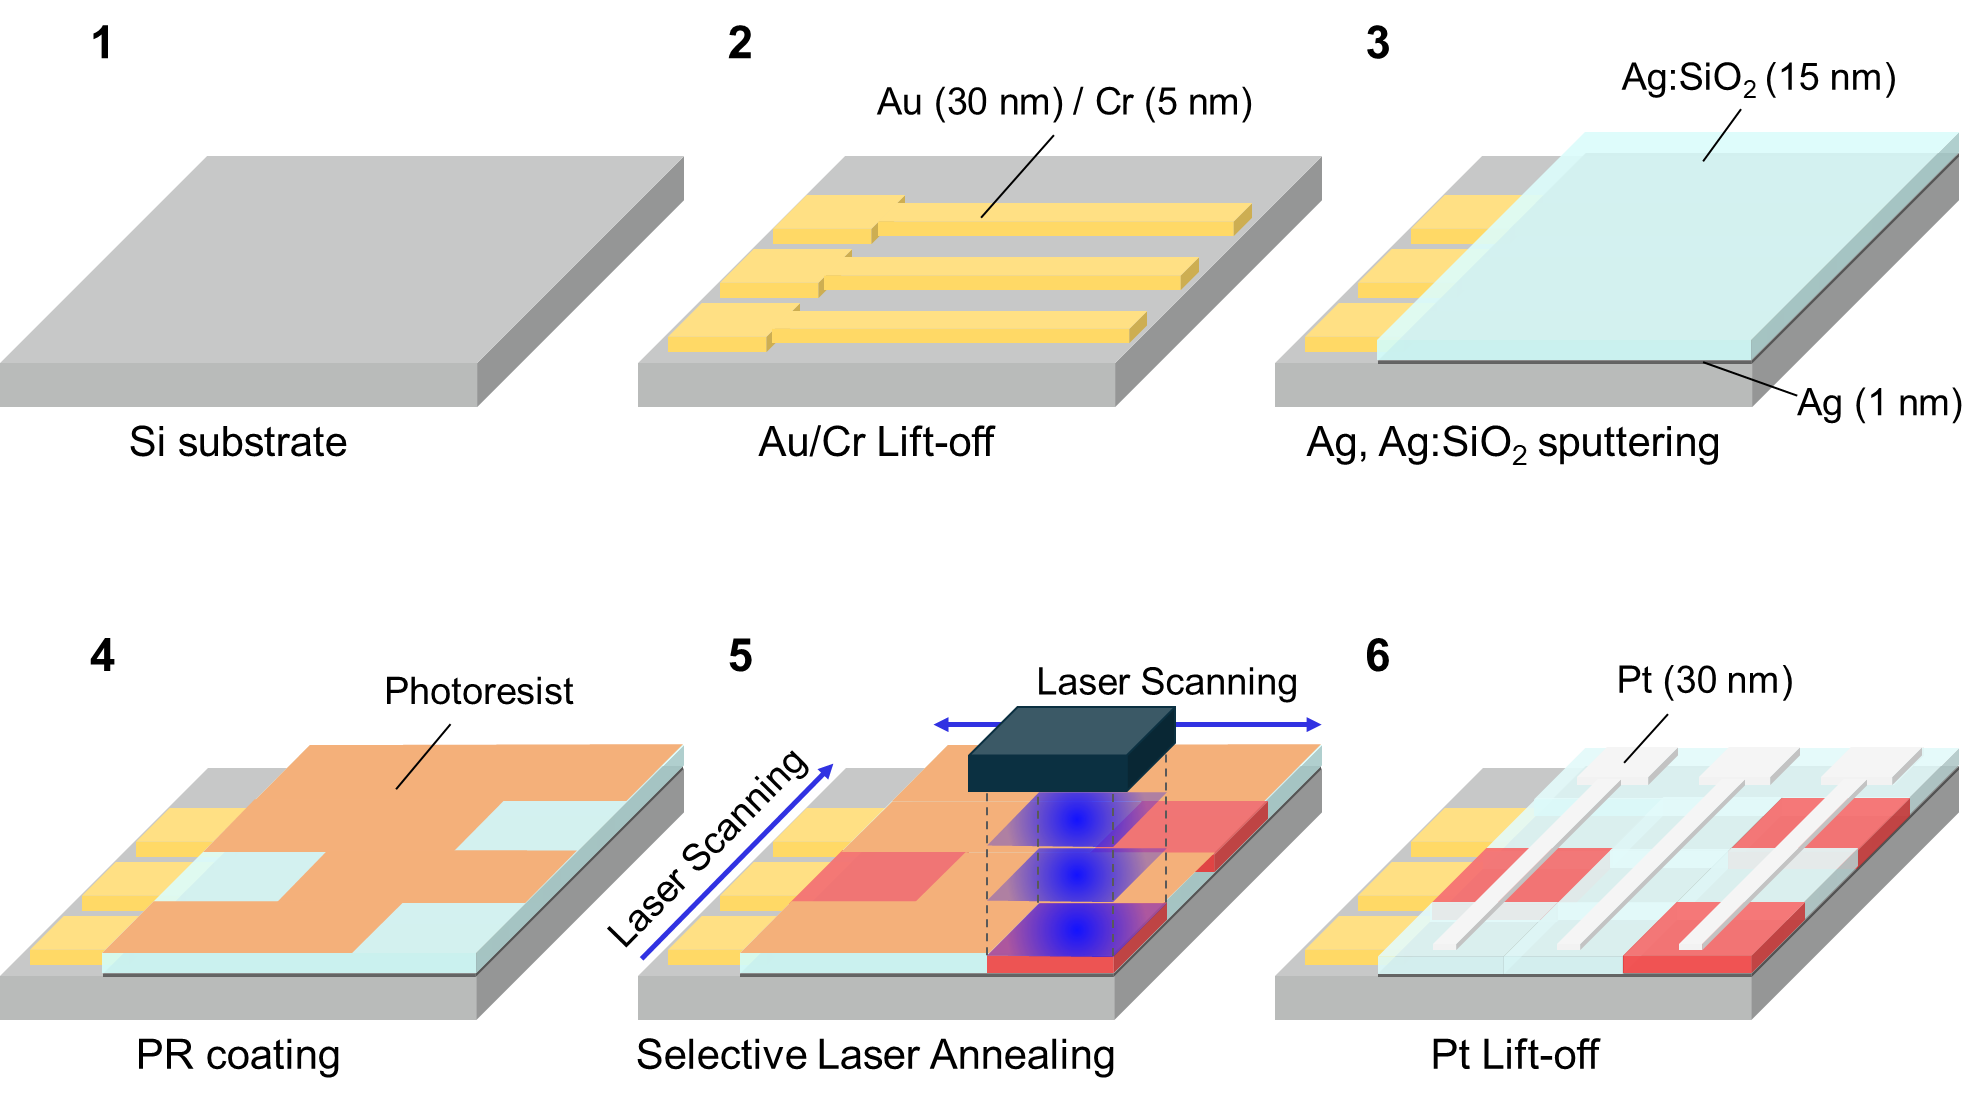 1
2
3
Au (30 nm) / Cr (5 nm)
Ag:SiO₂ (15 nm)
Ag (1 nm)
Si substrate
Au/Cr Lift-off
Ag, Ag:SiO₂ sputtering
4
5
6
Photoresist
Laser Scanning
Laser Scanning
Pt (30 nm)
PR coating
Selective Laser Annealing
Pt Lift-off